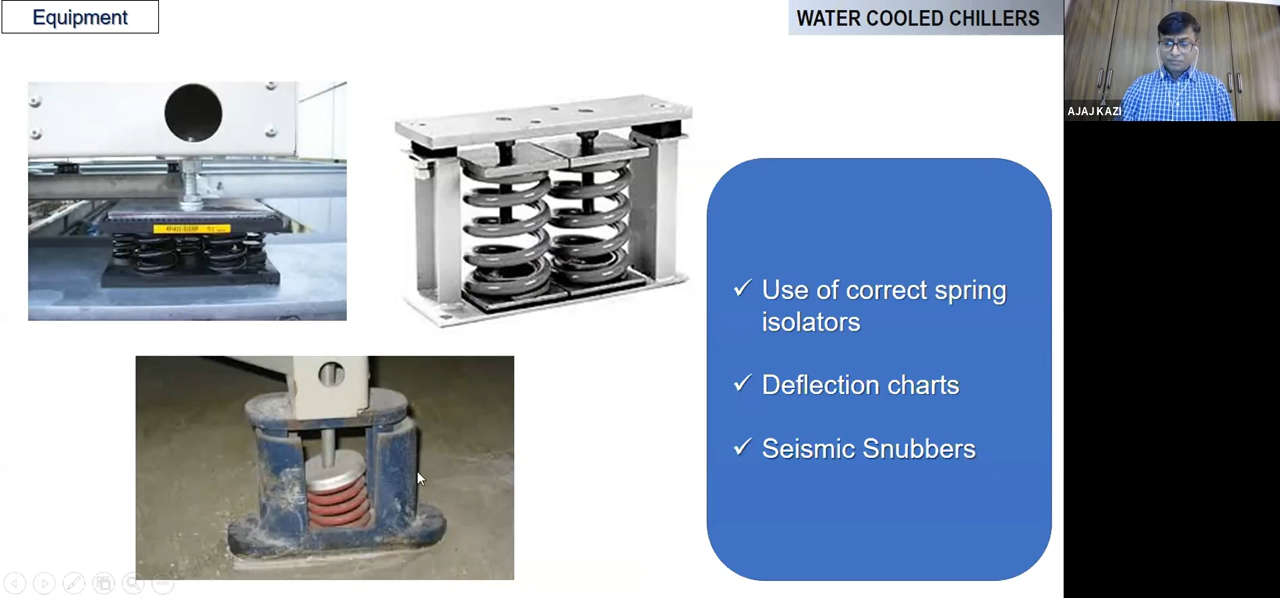 Equipment
WATER COOLED CHILLERS
AJAJ KAZI
✓ Use of correct spring
isolators
✓ Deflection charts
✓ Seismic Snubbers